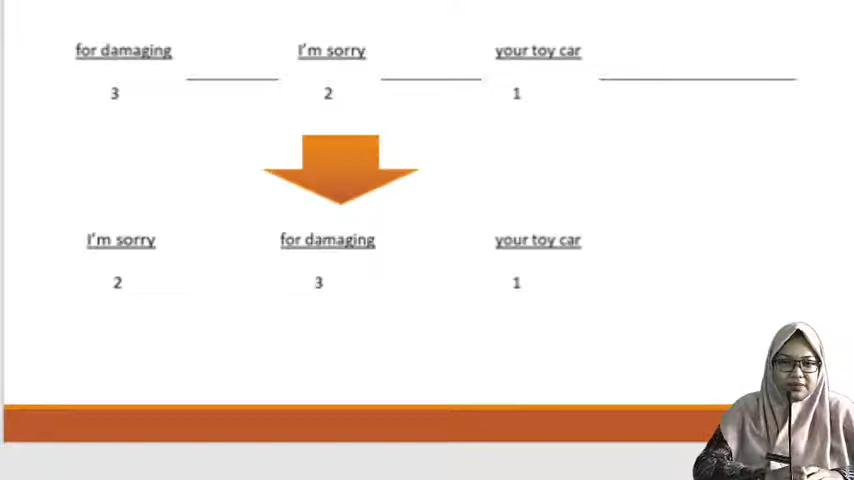 for damaging I'm sorry your toy car
3 2 1
I'm sorry for damaging your toy car
2 3 1